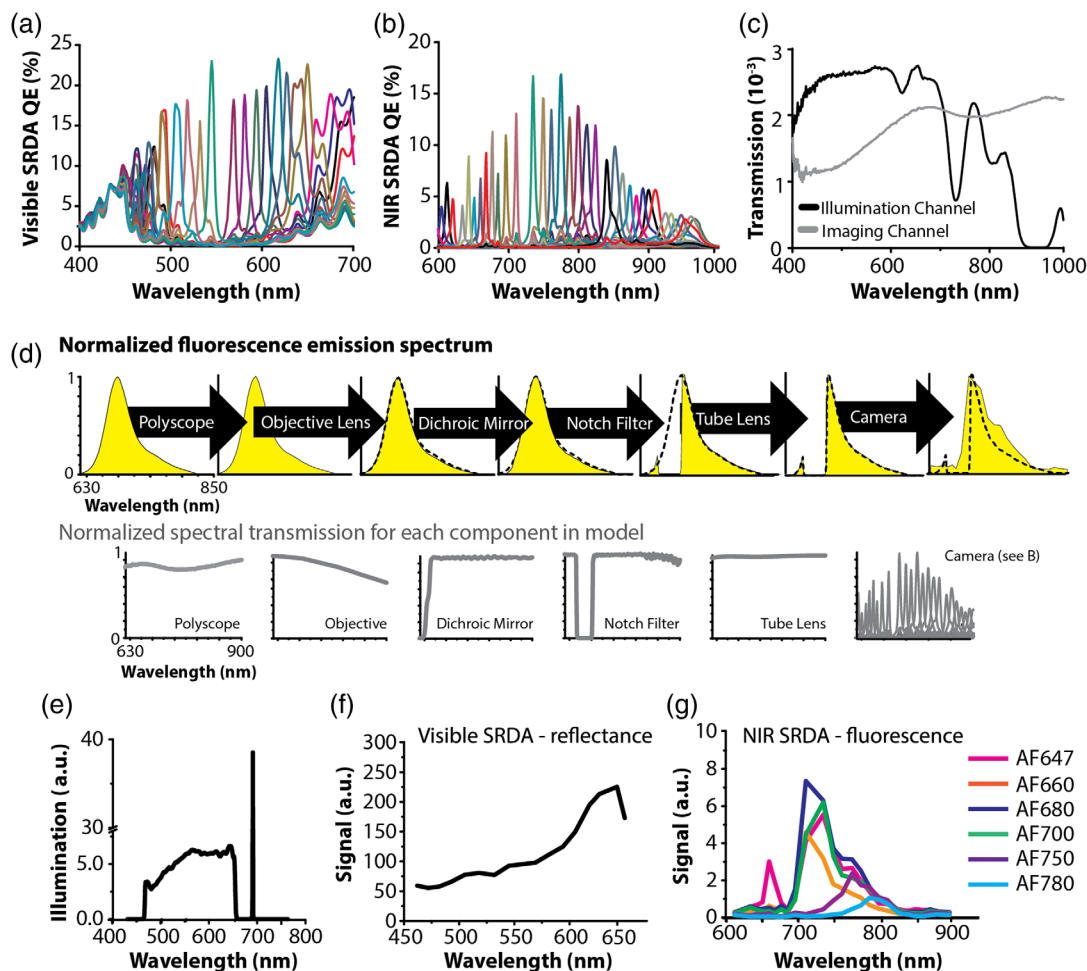 (a)
Visible SRDA QE (%)
25
20
15
10
5
0
400
500
600
700
Wavelength (nm)
(b)
NIR SRDA QE (%)
20
15
10
5
0
600
700
800
900
1000
Wavelength (nm)
(c)
Transmission (10⁻³)
3
2
1
0
Illumination Channel
Imaging Channel
400
600
800
1000
Wavelength (nm)
(d)
Normalized fluorescence emission spectrum
1
0
Polyscope
Objective Lens
Dichroic Mirror
Notch Filter
Tube Lens
Camera
630
850
Wavelength (nm)
Normalized spectral transmission for each component in model
1
0
Polyscope
Objective
Dichroic Mirror
Notch Filter
Tube Lens
Camera (see B)
630
900
Wavelength (nm)
(e)
Illumination ( a.u.)
40
30
5.0
0.0
400
500
600
700
800
Wavelength (nm)
(f)
Visible SRDA - reflectance
Signal (a.u.)
300
250
200
150
100
50
0
450
500
550
600
650
Wavelength (nm)
(g)
NIR SRDA - fluorescence
Signal (a.u.)
10
8
6
4
2
0
600
700
800
900
Wavelength (nm)
AF647
AF660
AF680
AF700
AF750
AF780